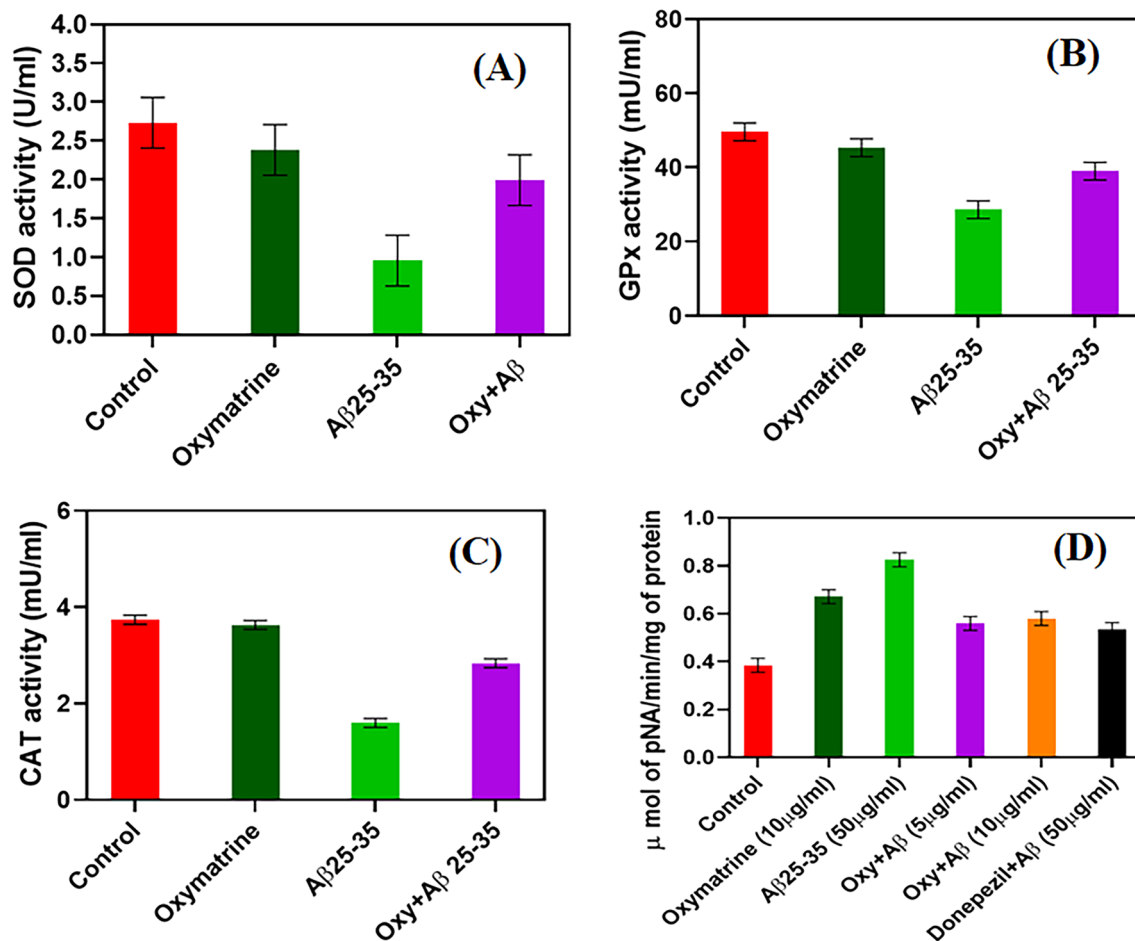 (A)
SOD activity (U/ml)
4.0
3.5
3.0
2.5
2.0
1.5
1.0
0.5
0.0
Control
Oxymatrine
Aβ25-35
Oxy+Aβ
(B)
GPx activity (mU/ml)
80
60
40
20
0
Control
Oxymatrine
Aβ25-35
Oxy+Aβ 25-35
(C)
CAT activity (mU/ml)
6
4
2
0
Control
Oxymatrine
Aβ25-35
Oxy+Aβ 25-35
(D)
μ mol of pNA/min/mg of protein
1.0
0.8
0.6
0.4
0.2
0.0
Control
Oxymatrine (10μg/ml)
Aβ25-35 (50μg/ml)
Oxy+Aβ (5μg/ml)
Oxy+Aβ (10μg/ml)
Donepezil+Aβ (50μg/ml)